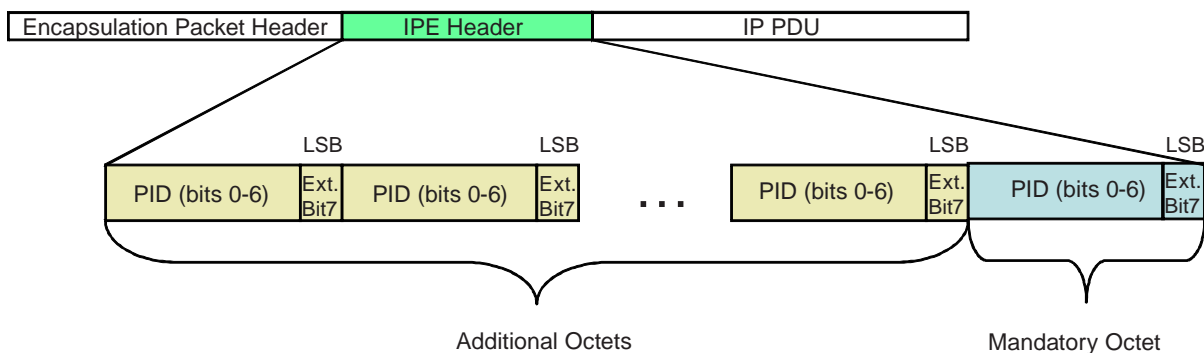 Encapsulation Packet Header IPE Header IP PDU
LSB LSB LSB LSB
PID (bits 0-6) Ext. Bit7 PID (bits 0-6) Ext. Bit7 ... PID (bits 0-6) Ext. Bit7 PID (bits 0-6) Ext. Bit7
Additional Octets Mandatory Octet